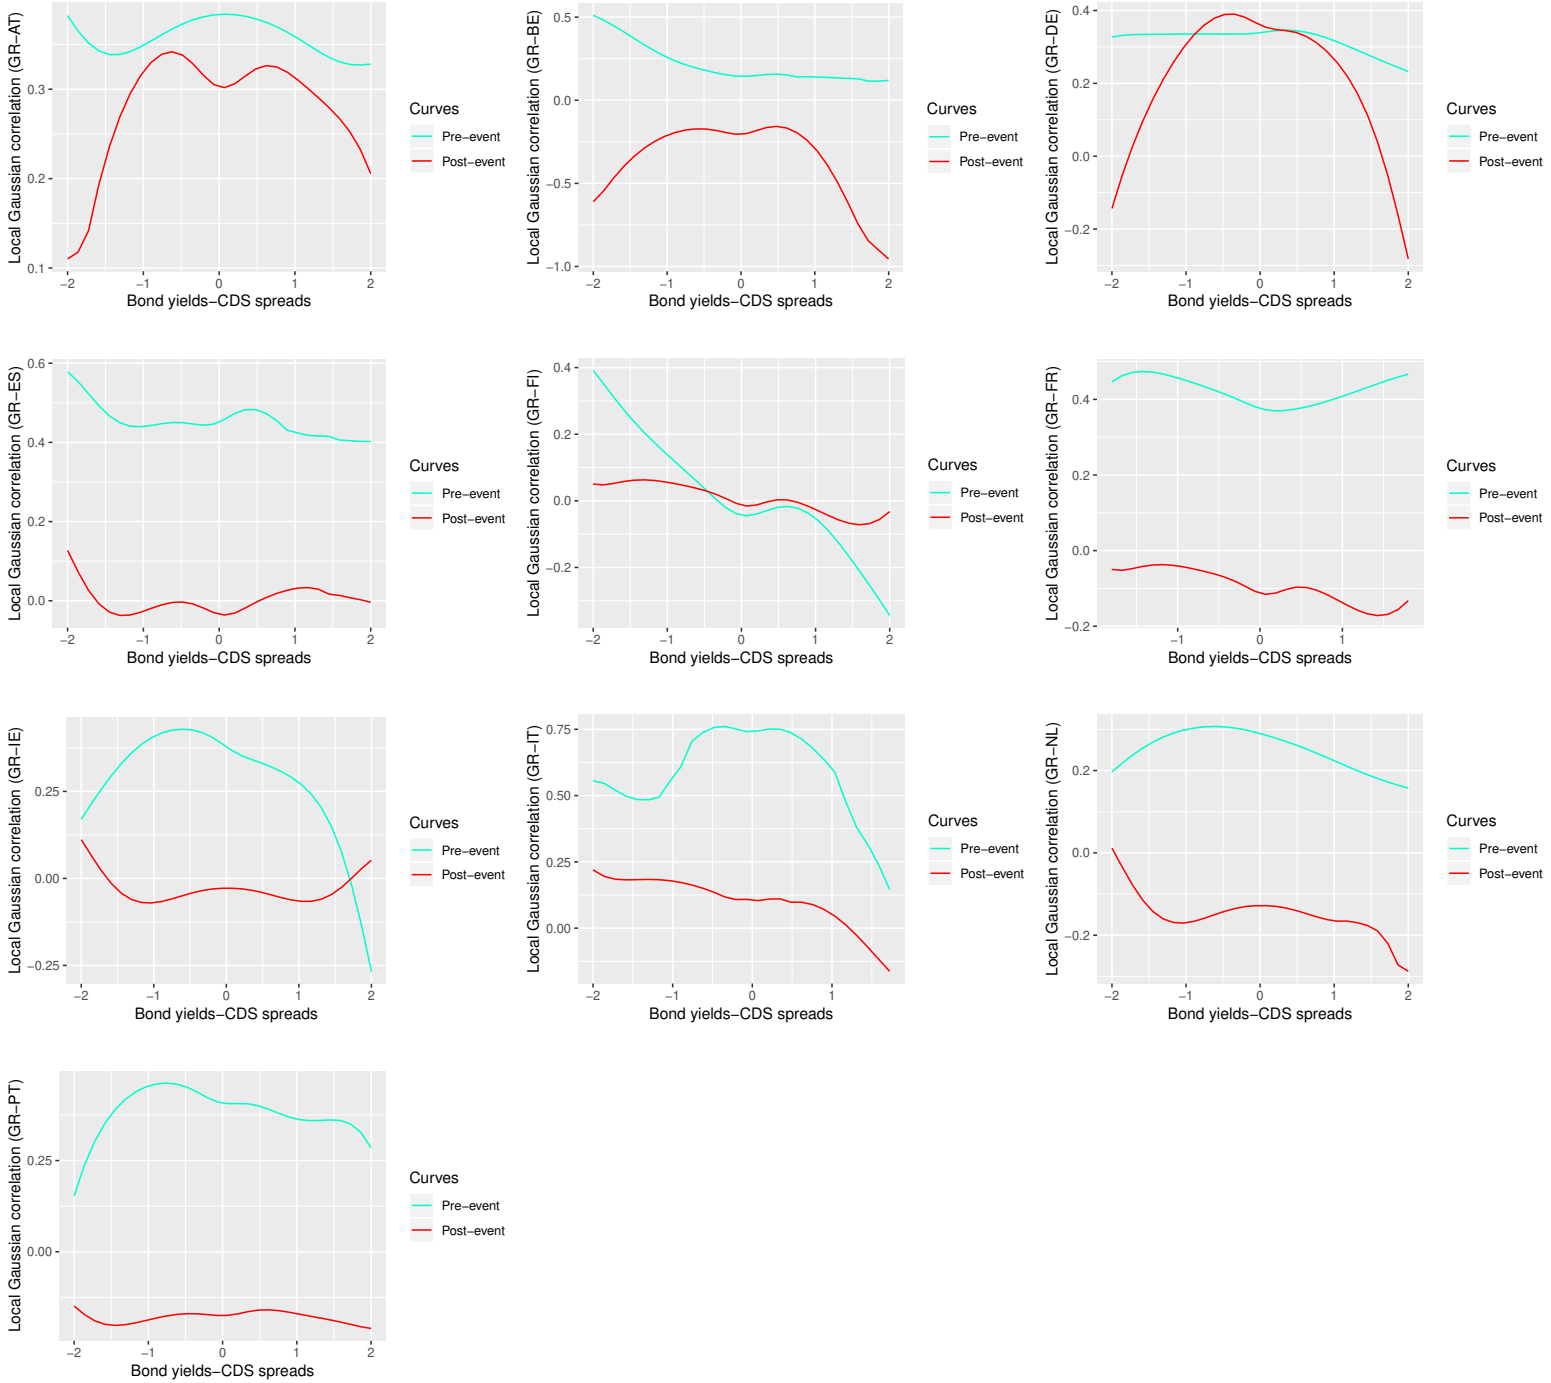 Local Gaussian correlation (GR−AT)
0.3
0.2
0.1
−2 −1 0 1 2
Bond yields−CDS spreads
Curves
Pre−event
Post−event
Local Gaussian correlation (GR−BE)
0.5
0.0
−0.5
−1.0
−2 −1 0 1 2
Bond yields−CDS spreads
Curves
Pre−event
Post−event
Local Gaussian correlation (GR−DE)
0.4
0.2
0.0
−0.2
−2 −1 0 1 2
Bond yields−CDS spreads
Curves
Pre−event
Post−event
Local Gaussian correlation (GR−ES)
0.6
0.4
0.2
0.0
−2 −1 0 1 2
Bond yields−CDS spreads
Curves
Pre−event
Post−event
Local Gaussian correlation (GR−FI)
0.4
0.2
0.0
−0.2
−2 −1 0 1 2
Bond yields−CDS spreads
Curves
Pre−event
Post−event
Local Gaussian correlation (GR−FR)
0.4
0.2
0.0
−0.2
−1 0 1
Bond yields−CDS spreads
Curves
Pre−event
Post−event
Local Gaussian correlation (GR−IE)
0.25
0.00
−0.25
−2 −1 0 1 2
Bond yields−CDS spreads
Curves
Pre−event
Post−event
Local Gaussian correlation (GR−IT)
0.75
0.50
0.25
0.00
−2 −1 0 1
Bond yields−CDS spreads
Curves
Pre−event
Post−event
Local Gaussian correlation (GR−NL)
0.2
0.0
−0.2
−2 −1 0 1 2
Bond yields−CDS spreads
Curves
Pre−event
Post−event
Local Gaussian correlation (GR−PT)
0.25
0.00
−2 −1 0 1 2
Bond yields−CDS spreads
Curves
Pre−event
Post−event